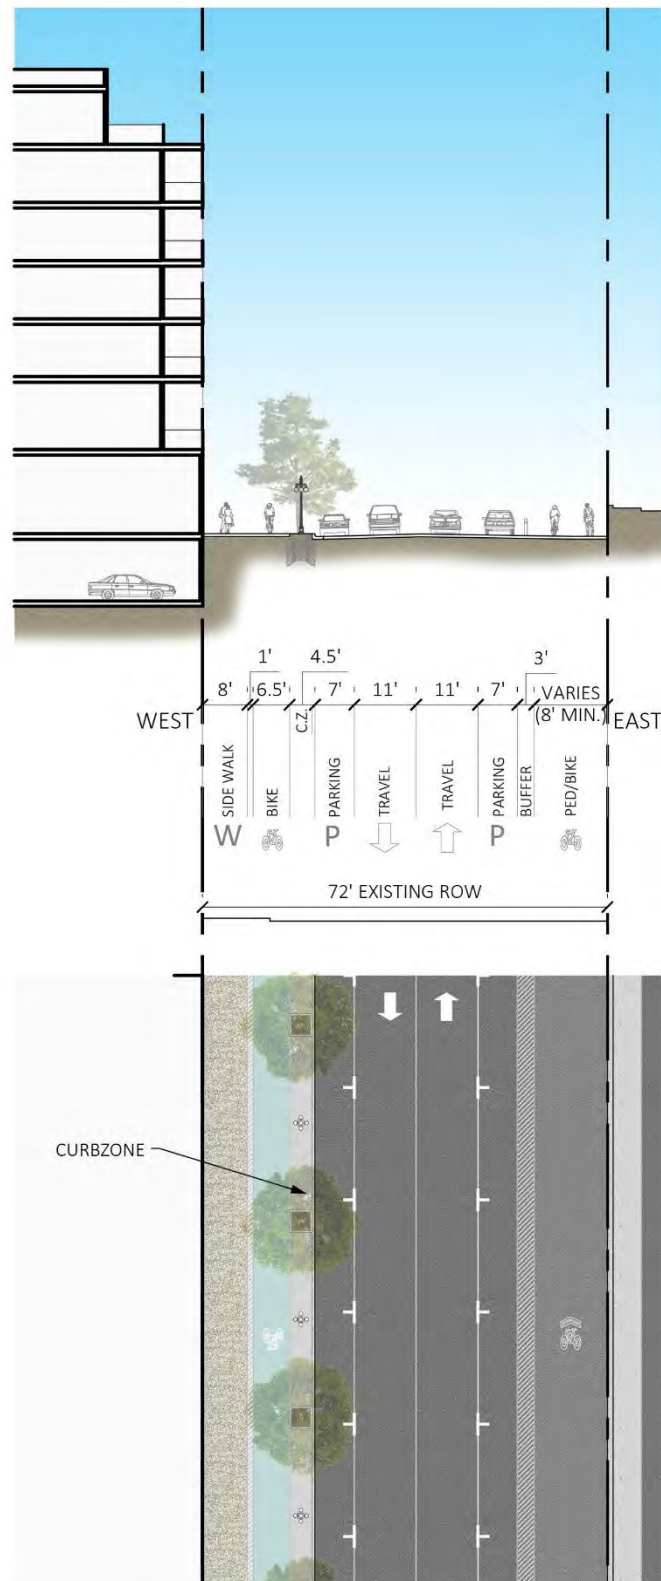 1' 4.5' 3'
8' 6.5' 7' 11' 11' 7' VARIES
(8' MIN.)
WEST
EAST
SIDE WALK
BIKE
C.Z.
PARKING
TRAVEL
TRAVEL
PARKING
BUFFER
PED/BIKE
W P P
72' EXISTING ROW
CURBZONE